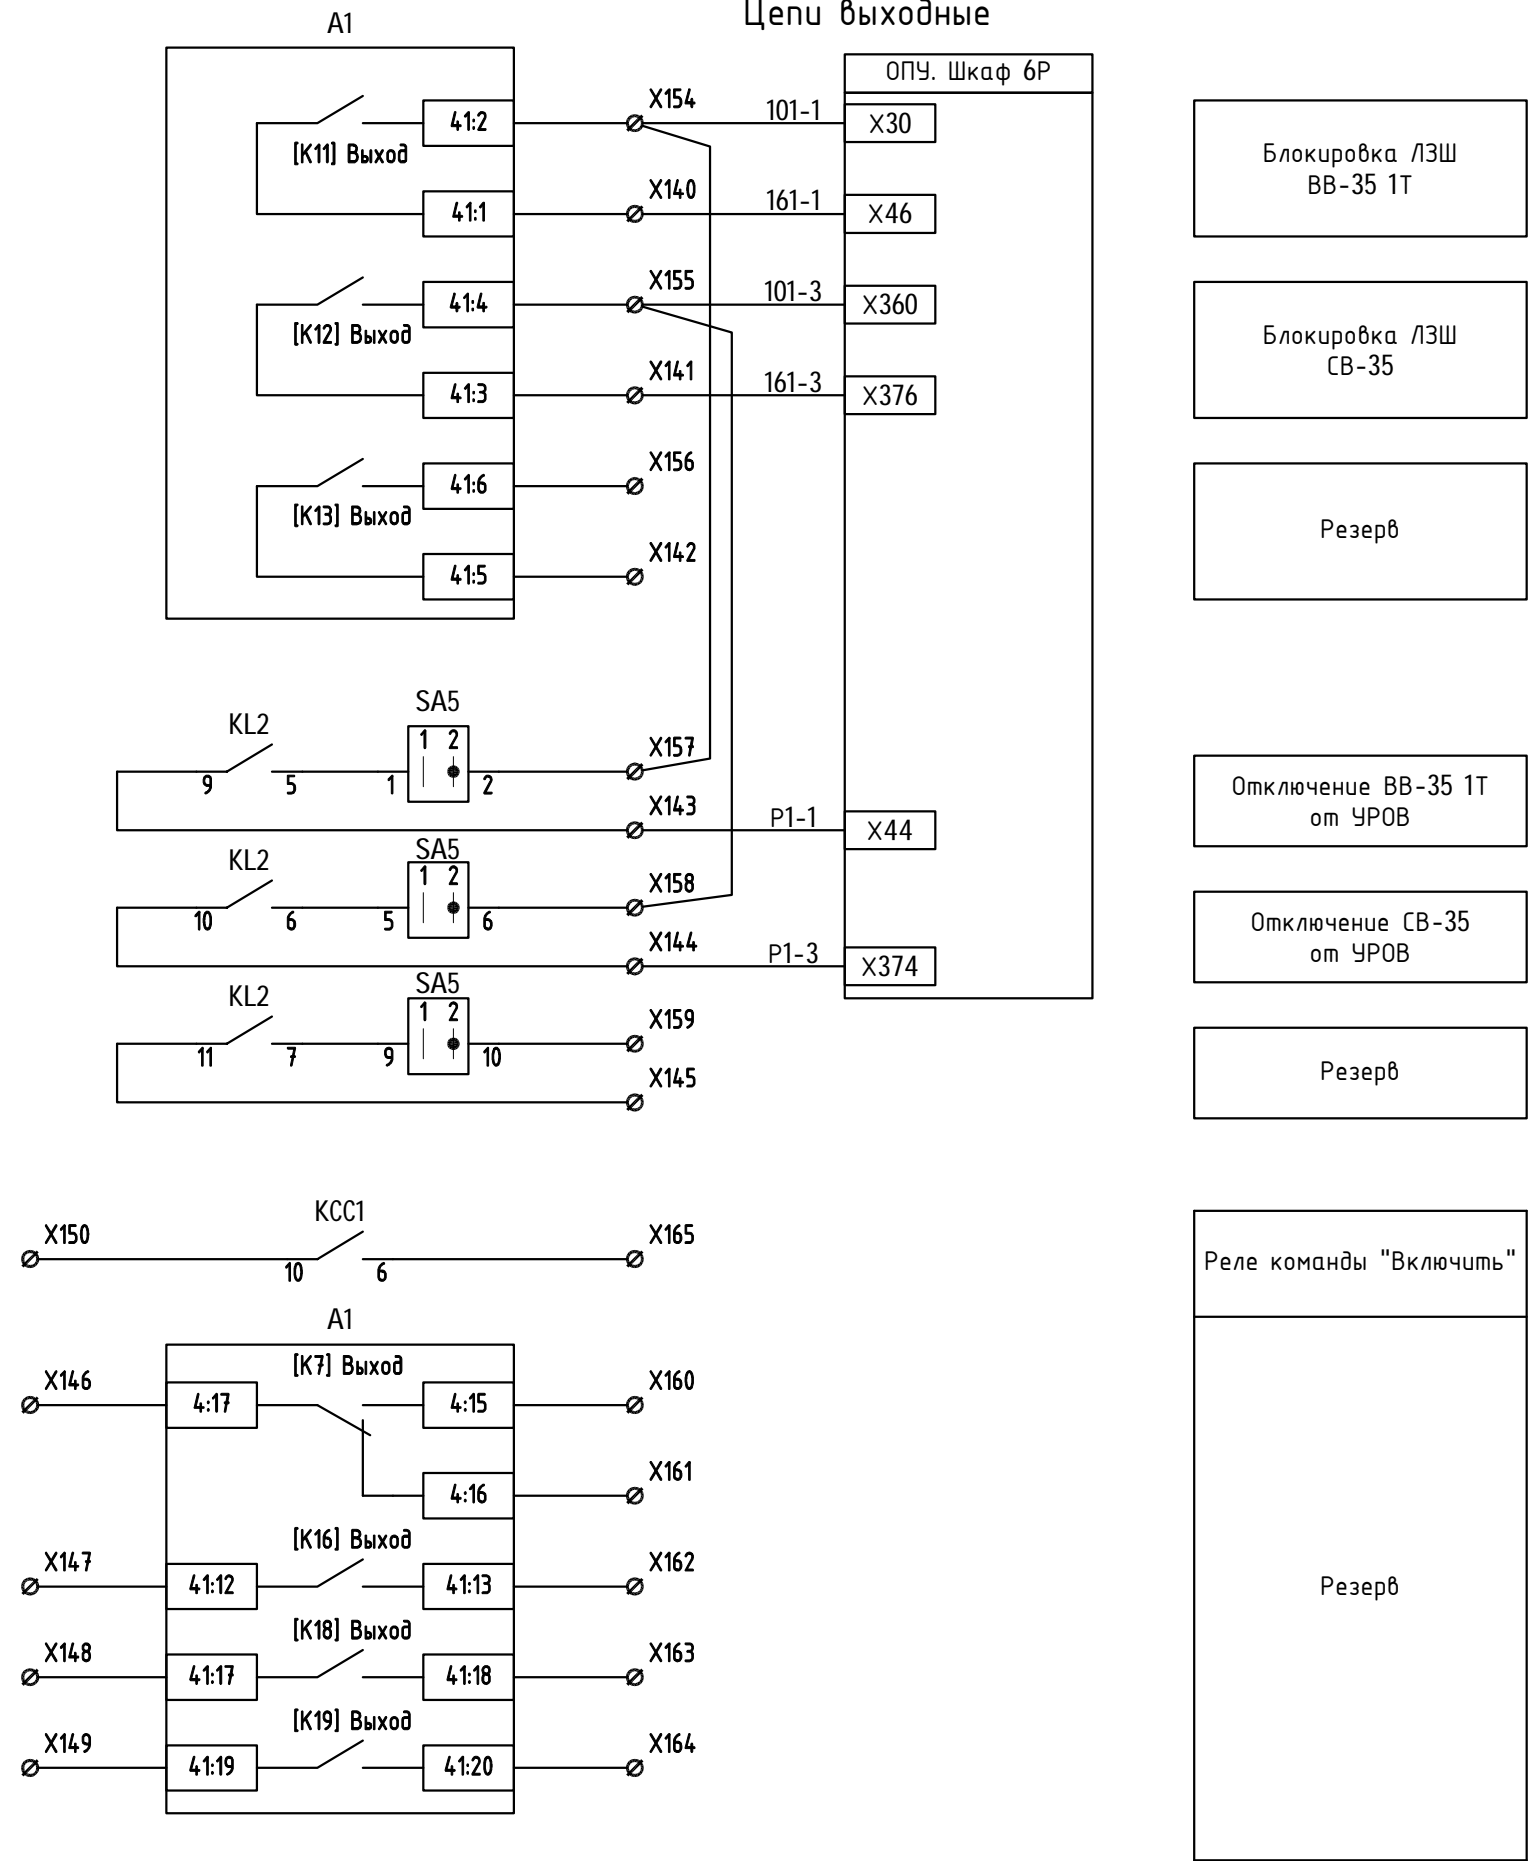 Цепи выходные
A1
ОПУ. Шкаф 6Р
41:2
X154
101-1
X30
[K11] Выход
Блокировка ЛЗШ
ВВ-35 1Т
41:1
X140
161-1
X46
41:4
X155
101-3
X360
[K12] Выход
Блокировка ЛЗШ
СВ-35
41:3
X141
161-3
X376
41:6
X156
[K13] Выход
Резерв
41:5
X142
KL2
SA5
1 2
9
5
1
2
X157
Отключение ВВ-35 1Т
от УРОВ
X143
P1-1
X44
KL2
SA5
1 2
10
6
5
6
X158
Отключение СВ-35
от УРОВ
X144
P1-3
X374
KL2
SA5
1 2
11
7
9
10
X159
Резерв
X145
X150
KCC1
10
6
X165
Реле команды "Включить"
A1
[K7] Выход
X146
4:17
4:15
X160
4:16
X161
[K16] Выход
X147
41:12
41:13
X162
Резерв
[K18] Выход
X148
41:17
41:18
X163
[K19] Выход
X149
41:19
41:20
X164